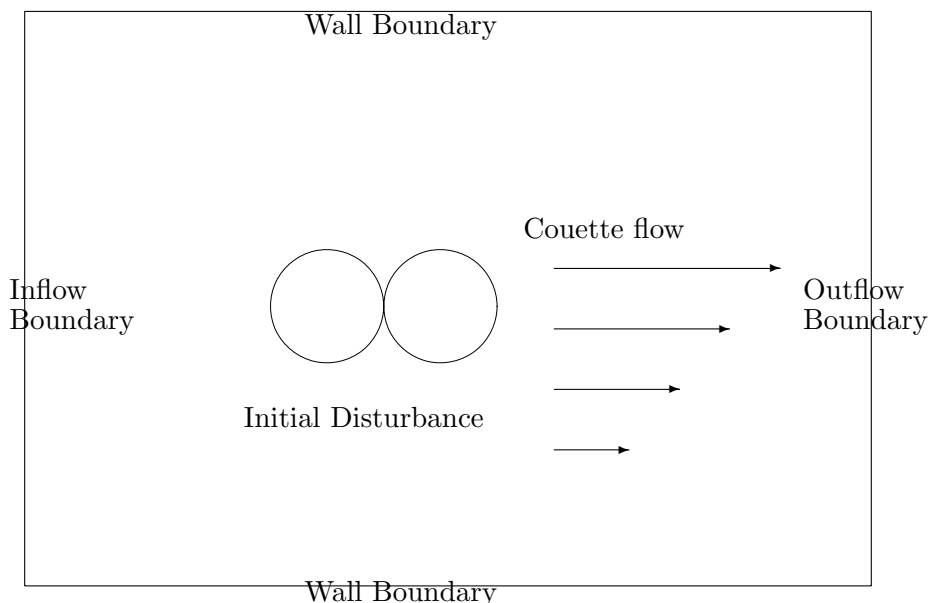 Wall Boundary
Couette flow
Inflow
Boundary
Outflow
Boundary
Initial Disturbance
Wall Boundary